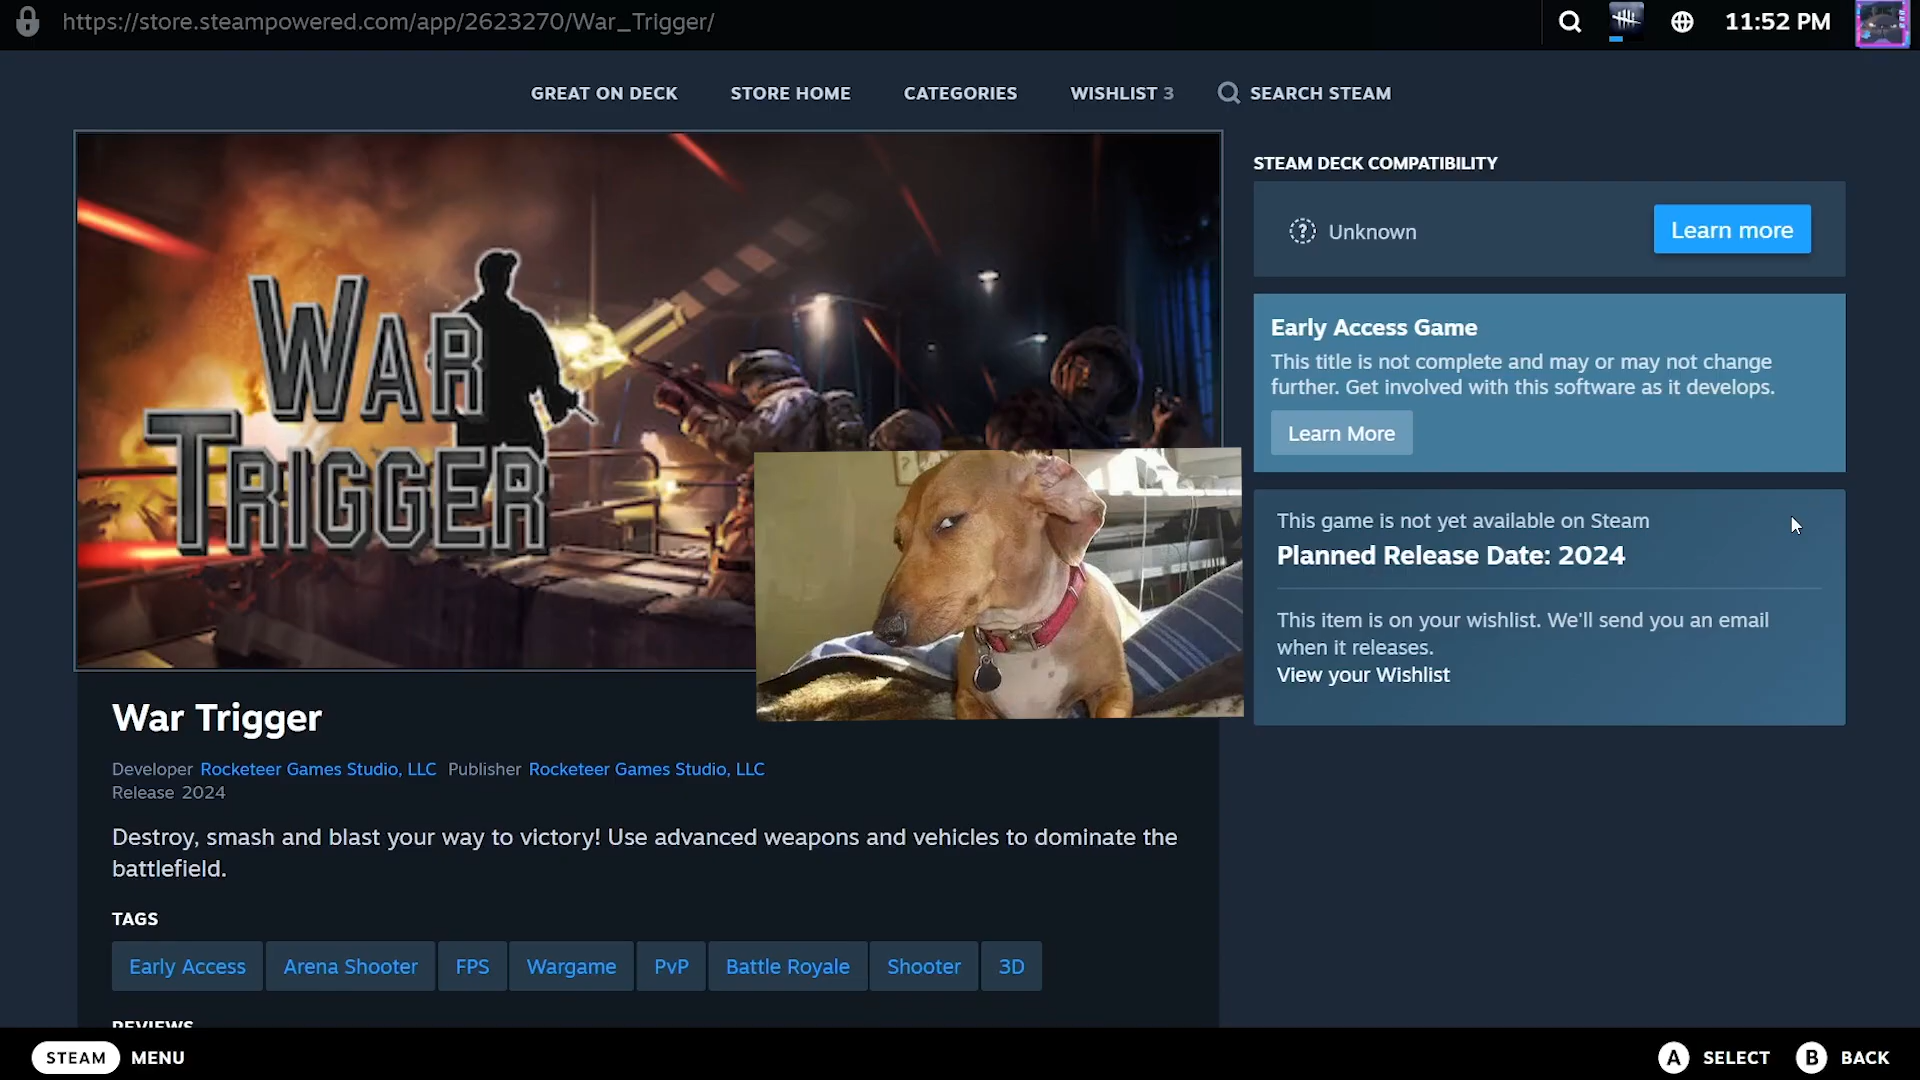 https://store.steampowered.com/app/2623270/War_Trigger/
11:52 PM
GREAT ON DECK
STORE HOME
CATEGORIES
WISHLIST 3
SEARCH STEAM
WAR
TRIGGER
STEAM DECK COMPATIBILITY
Unknown
Learn more
Early Access Game
This title is not complete and may or may not change
further. Get involved with this software as it develops.
Learn More
This game is not yet available on Steam
Planned Release Date: 2024
This item is on your wishlist. We'll send you an email
when it releases.
View your Wishlist
War Trigger
Developer Rocketeer Games Studio, LLC Publisher Rocketeer Games Studio, LLC
Release 2024
Destroy, smash and blast your way to victory! Use advanced weapons and vehicles to dominate the
battlefield.
TAGS
Early Access
Arena Shooter
FPS
Wargame
PvP
Battle Royale
Shooter
3D
REVIEWS
STEAM MENU
A SELECT
B BACK